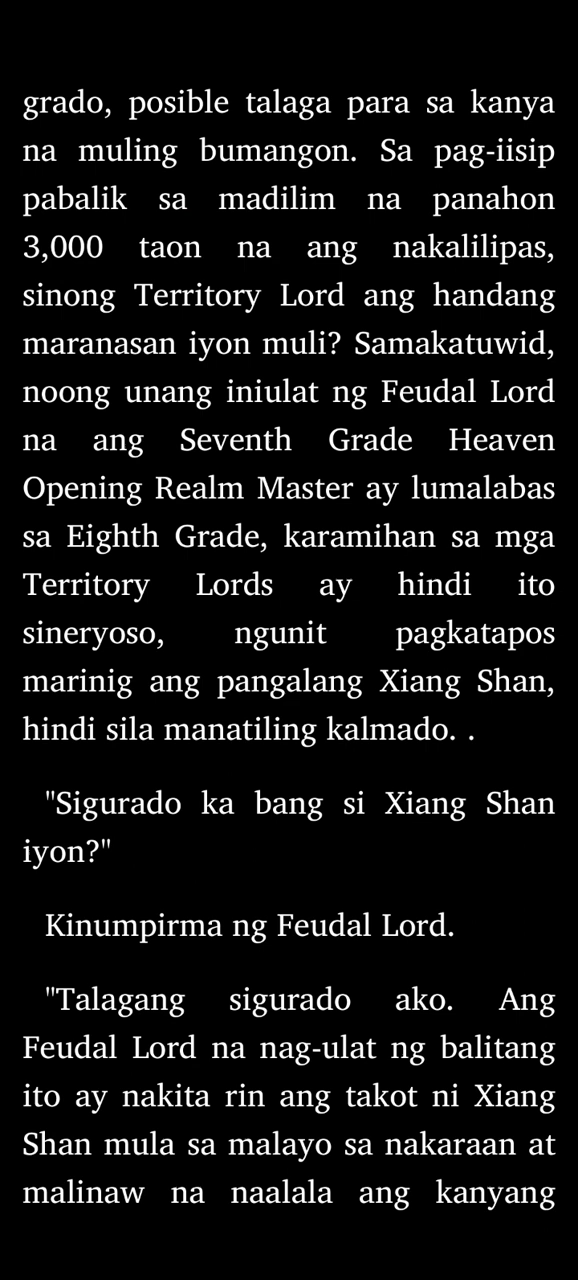 grado, posible talaga para sa kanya
na muling bumangon. Sa pag-iisip
pabalik sa madilim na panahon
3,000 taon na ang nakalilipas,
sinong Territory Lord ang handang
maranasan iyon muli? Samakatuwid,
noong unang iniulat ng Feudal Lord
na ang Seventh Grade Heaven
Opening Realm Master ay lumalabas
sa Eighth Grade, karamihan sa mga
Territory Lords ay hindi ito
sineryoso, ngunit pagkatapos
marinig ang pangalang Xiang Shan,
hindi sila manatiling kalmado. .
"Sigurado ka bang si Xiang Shan
iyon?"
Kinumpirma ng Feudal Lord.
"Talagang sigurado ako. Ang
Feudal Lord na nag-ulat ng balitang
ito ay nakita rin ang takot ni Xiang
Shan mula sa malayo sa nakaraan at
malinaw na naalala ang kanyang